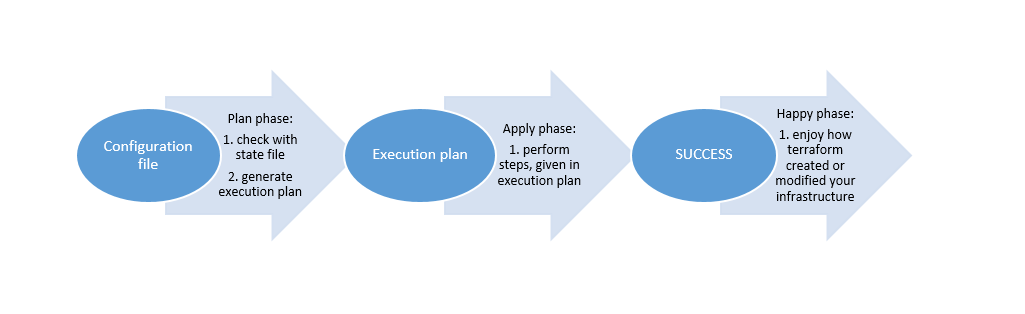 Configuration
file
Plan phase:
1. check with
state file
2. generate
execution plan
Execution plan
Apply phase:
1. perform
steps, given in
execution plan
SUCCESS
Happy phase:
1. enjoy how
terraform
created or
modified your
infrastructure